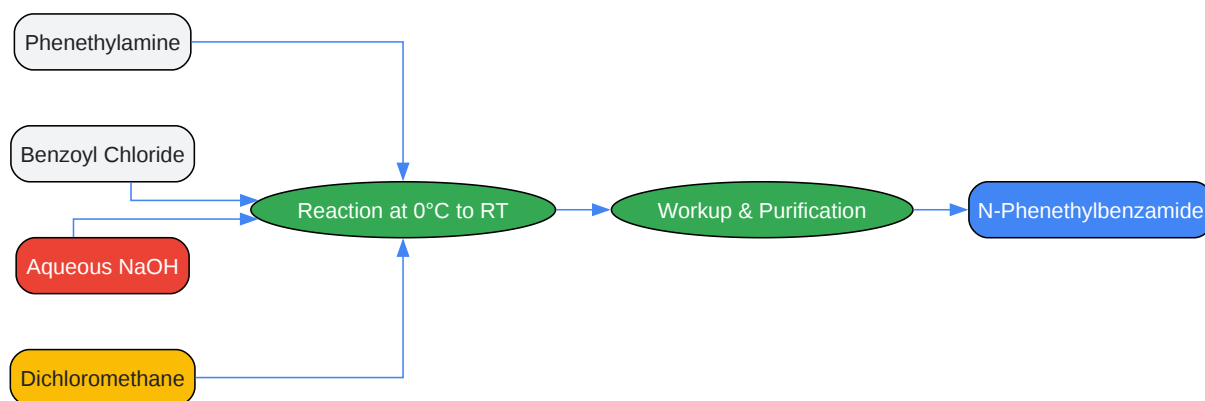 Phenethylamine
Benzoyl Chloride
Aqueous NaOH
Dichloromethane
Reaction at 0°C to RT
Workup & Purification
N-Phenethylbenzamide